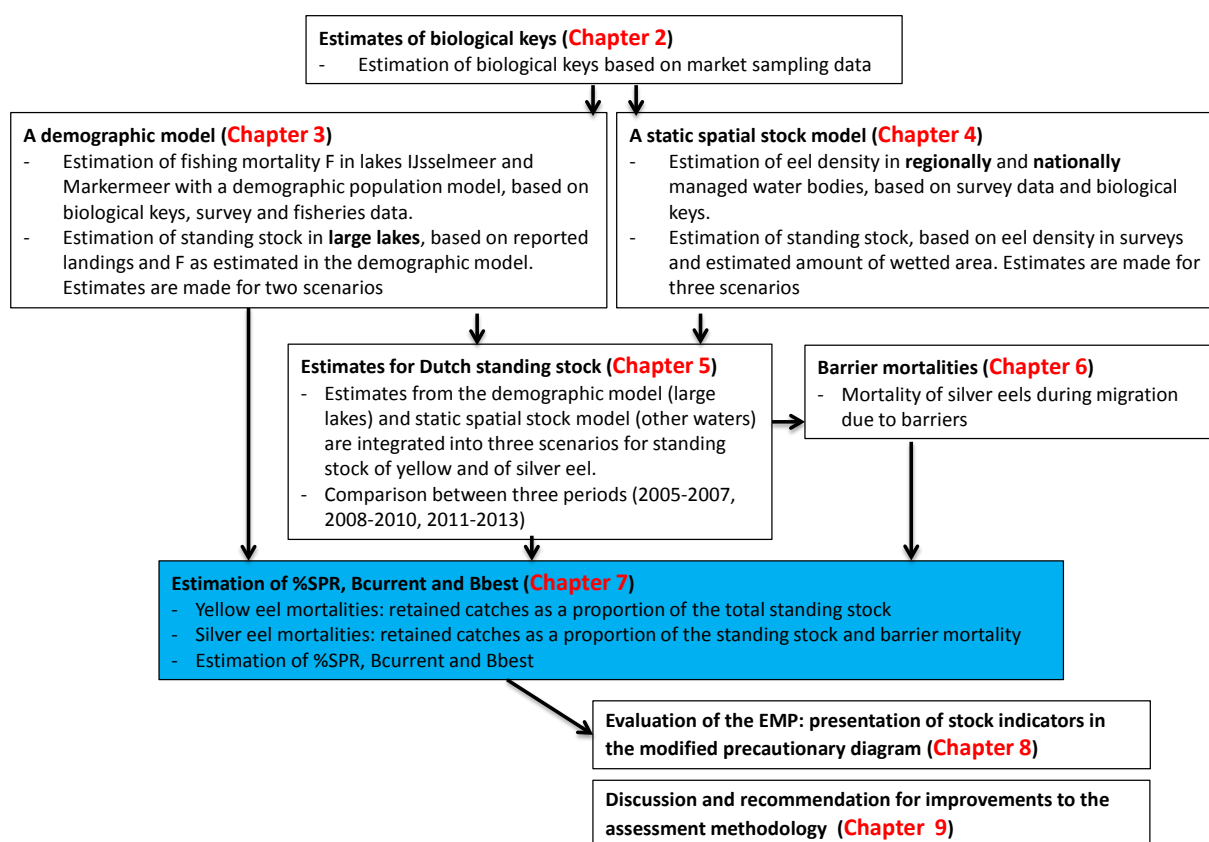 Estimates of biological keys (Chapter 2)
- Estimation of biological keys based on market sampling data
A demographic model (Chapter 3)
- Estimation of fishing mortality F in lakes IJsselmeer and
Markermeer with a demographic population model, based on
biological keys, survey and fisheries data.
- Estimation of standing stock in large lakes, based on reported
landings and F as estimated in the demographic model.
Estimates are made for two scenarios
A static spatial stock model (Chapter 4)
- Estimation of eel density in regionally and nationally
managed water bodies, based on survey data and biological
keys.
- Estimation of standing stock, based on eel density in surveys
and estimated amount of wetted area. Estimates are made for
three scenarios
Estimates for Dutch standing stock (Chapter 5)
- Estimates from the demographic model (large
lakes) and static spatial stock model (other waters)
are integrated into three scenarios for standing
stock of yellow and of silver eel.
- Comparison between three periods (2005-2007,
2008-2010, 2011-2013)
Barrier mortalities (Chapter 6)
- Mortality of silver eels during migration
due to barriers
Estimation of %SPR, Bcurrent and Bbest (Chapter 7)
- Yellow eel mortalities: retained catches as a proportion of the total standing stock
- Silver eel mortalities: retained catches as a proportion of the standing stock and barrier mortality
- Estimation of %SPR, Bcurrent and Bbest
Evaluation of the EMP: presentation of stock indicators in
the modified precautionary diagram (Chapter 8)
Discussion and recommendation for improvements to the
assessment methodology (Chapter 9)